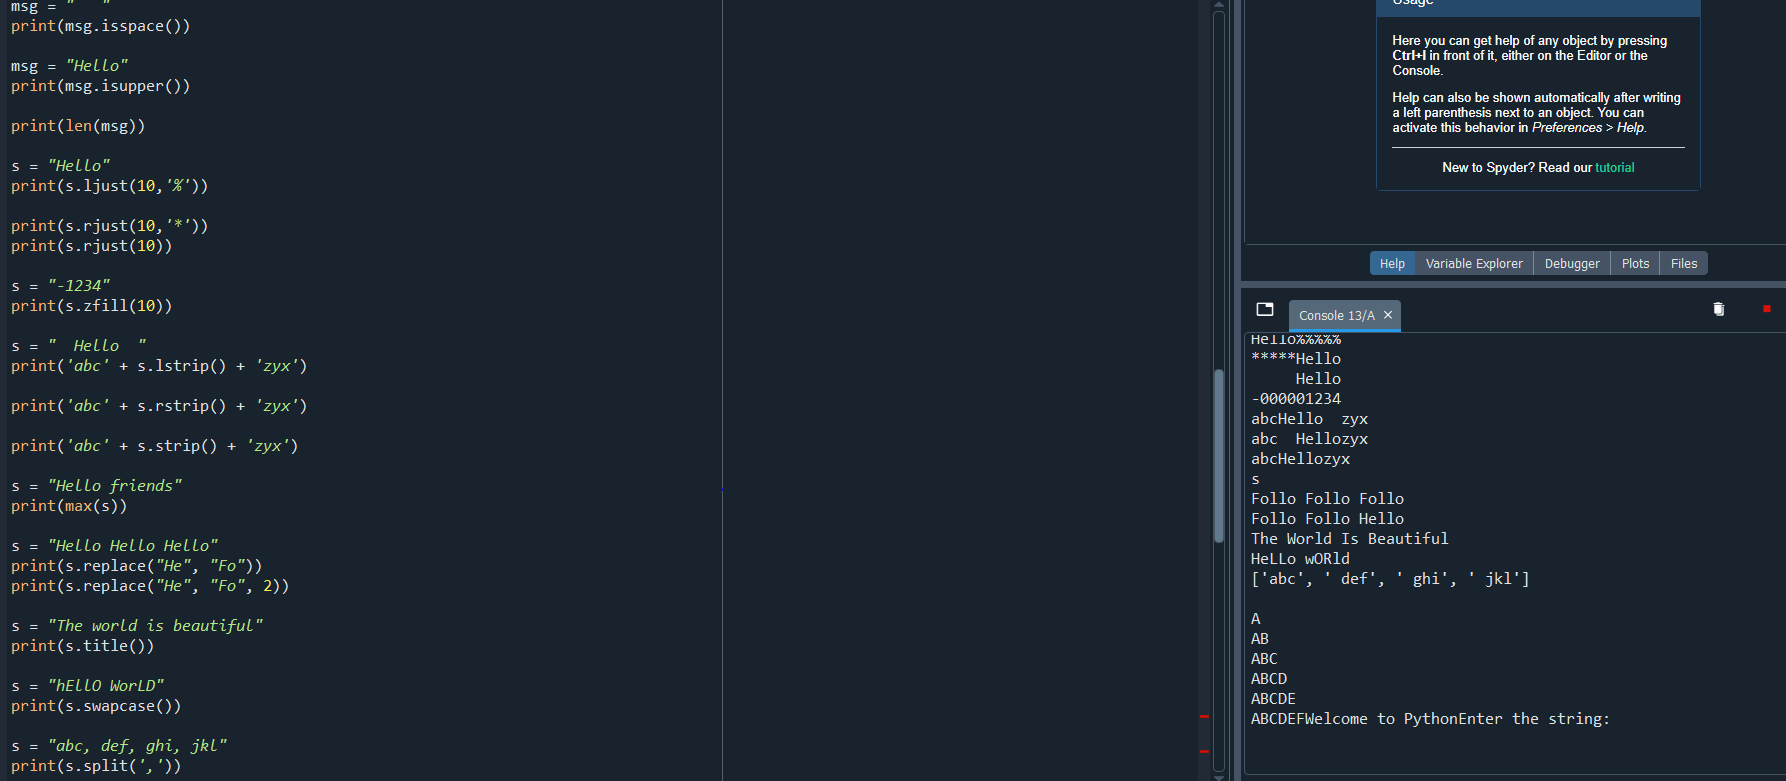 msg = "   "
print(msg.isspace())
msg = "Hello"
print(msg.isupper())
print(len(msg))
s = "Hello"
print(s.ljust(10,'%'))
print(s.rjust(10,'*'))
print(s.rjust(10))
s = "-1234"
print(s.zfill(10))
s = "  Hello  "
print('abc' + s.lstrip() + 'zyx')
print('abc' + s.rstrip() + 'zyx')
print('abc' + s.strip() + 'zyx')
s = "Hello friends"
print(max(s))
s = "Hello Hello Hello"
print(s.replace("He", "Fo"))
print(s.replace("He", "Fo", 2))
s = "The world is beautiful"
print(s.title())
s = "hEllO WorLD"
print(s.swapcase())
s = "abc, def, ghi, jkl"
print(s.split(','))
Usage
Here you can get help of any object by pressing
Ctrl+I in front of it, either on the Editor or the
Console.
Help can also be shown automatically after writing
a left parenthesis next to an object. You can
activate this behavior in Preferences > Help.
New to Spyder? Read our tutorial
Help Variable Explorer Debugger Plots Files
Console 13/A
Hello%%%%%
*****Hello
     Hello
-000001234
abcHello  zyx
abc  Hellozyx
abcHellozyx
s
Follo Follo Follo
Follo Follo Hello
The World Is Beautiful
HeLLo wORld
['abc', ' def', ' ghi', ' jkl']
A
AB
ABC
ABCD
ABCDE
ABCDEFWelcome to PythonEnter the string: